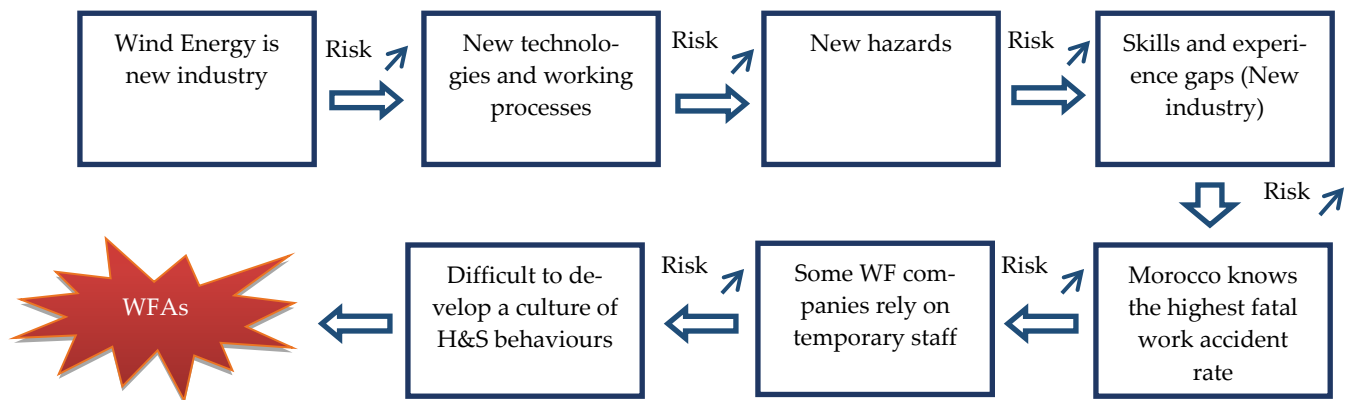 Wind Energy is
new industry
Risk
New technolo-
gies and working
processes
Risk
New hazards
Risk
Skills and experi-
ence gaps (New
industry)
Risk
Morocco knows
the highest fatal
work accident
rate
Risk
Some WF com-
panies rely on
temporary staff
Risk
Difficult to de-
velop a culture of
H&S behaviours
WFAs